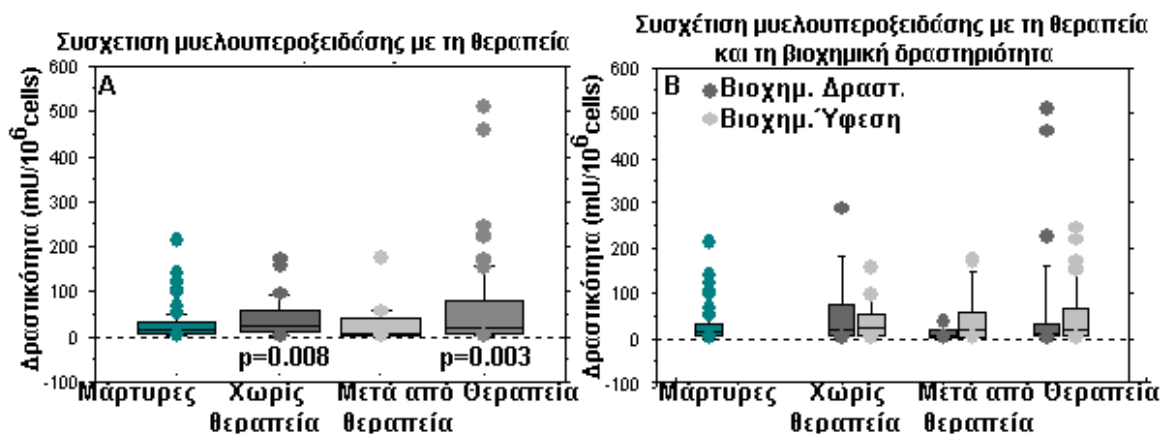 Συσχετιση μυελουπεροξειδάσης με τη θεραπεία
Δραστικότητα (mU/10⁶cells)
A
600
500
400
300
200
100
0
-100
p=0.008
p=0.003
Μάρτυρες
Χωρίς θεραπεία
Μετά από θεραπεία
Θεραπεία
Συσχέτιση μυελουπεροξειδάσης με τη θεραπεία
και τη βιοχημική δραστηριότητα
Δραστικότητα (mU/10⁶cells)
B
Βιοχημ. Δραστ.
Βιοχημ. Ύφεση
600
500
400
300
200
100
0
-100
Μάρτυρες
Χωρίς θεραπεία
Μετά από θεραπεία
Θεραπεία